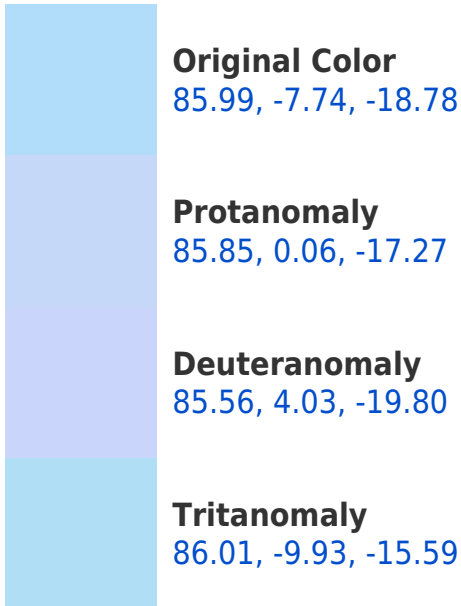 Original Color
85.99, -7.74, -18.78
Protanomaly
85.85, 0.06, -17.27
Deuteranomaly
85.56, 4.03, -19.80
Tritanomaly
86.01, -9.93, -15.59